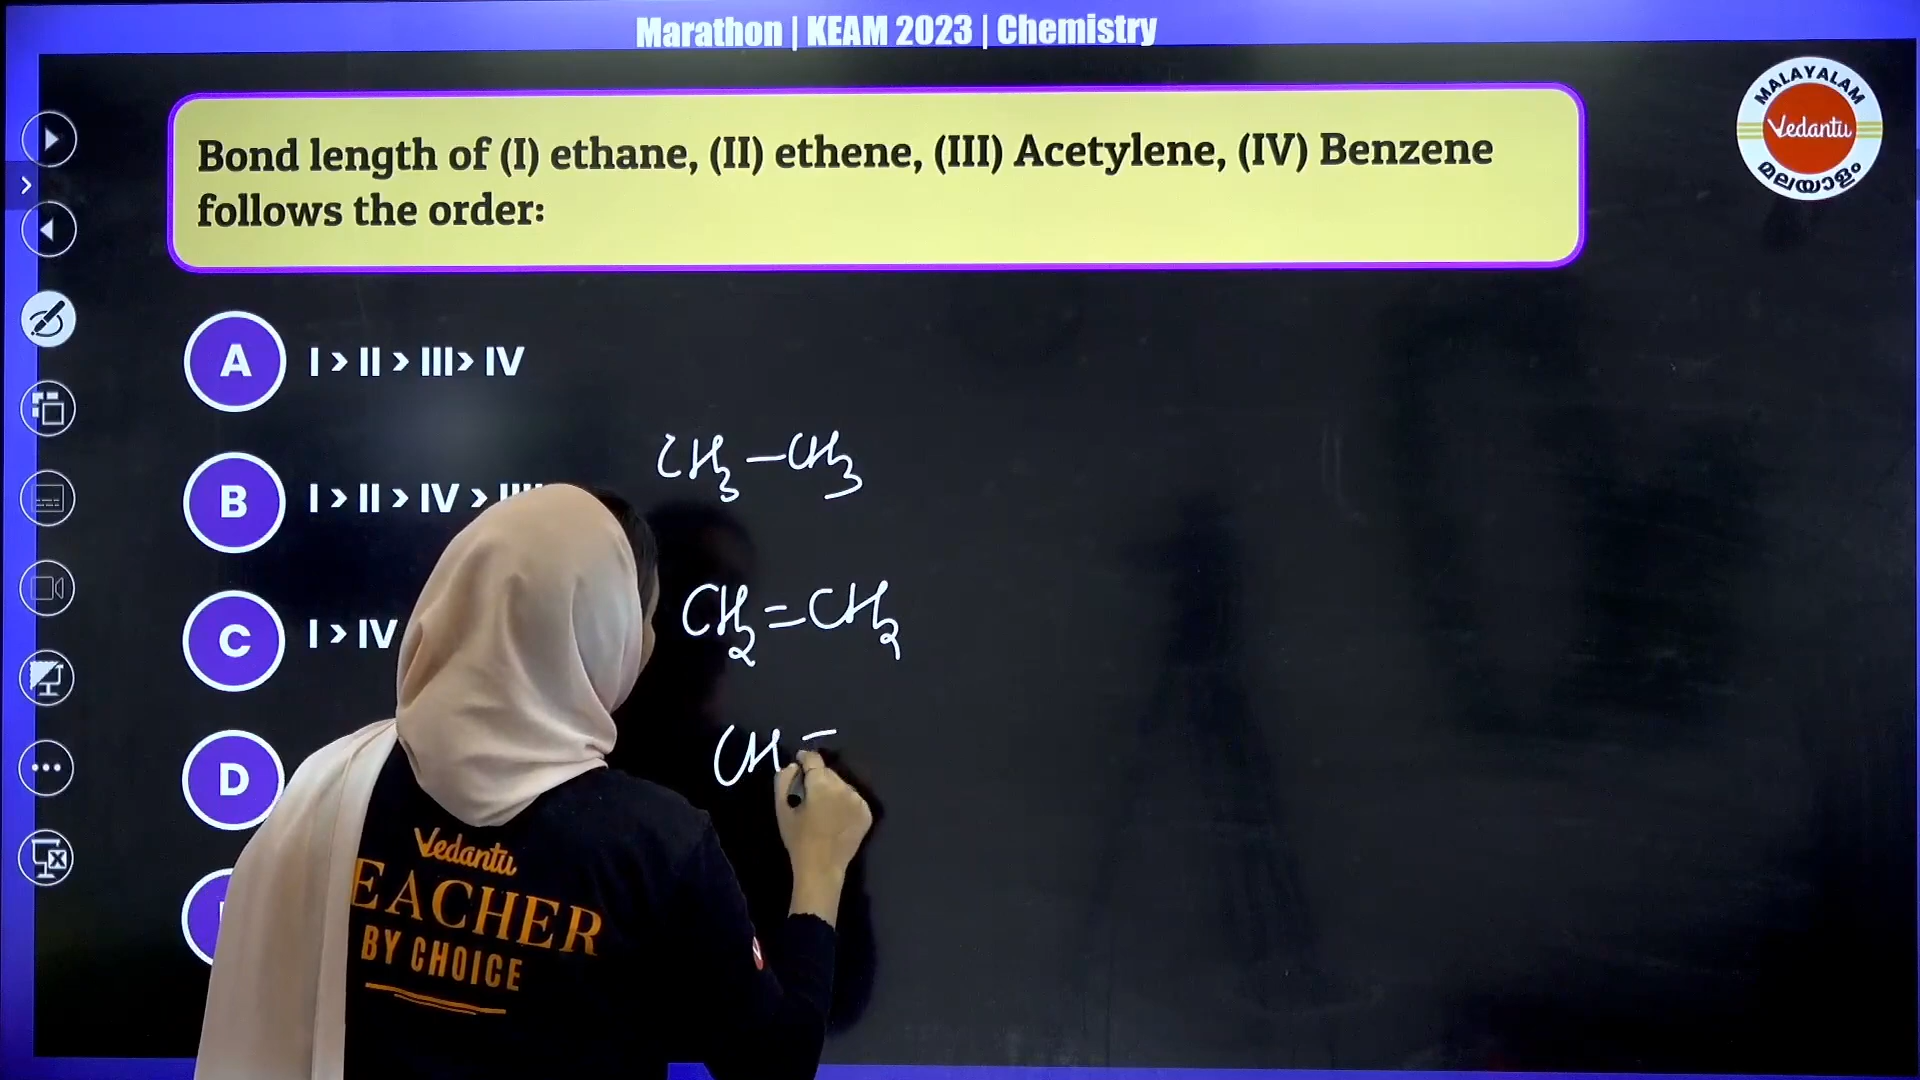 Marathon | KEAM 2023 | Chemistry
MALAYALAM
Vedantu
മലയാളം
Bond length of (I) ethane, (II) ethene, (III) Acetylene, (IV) Benzene
follows the order:
A I > II > III> IV
B I > II > IV >
C I > IV
D
CH3-CH3
CH2=CH2
CH=
Vedantu
EACHER
BY CHOICE